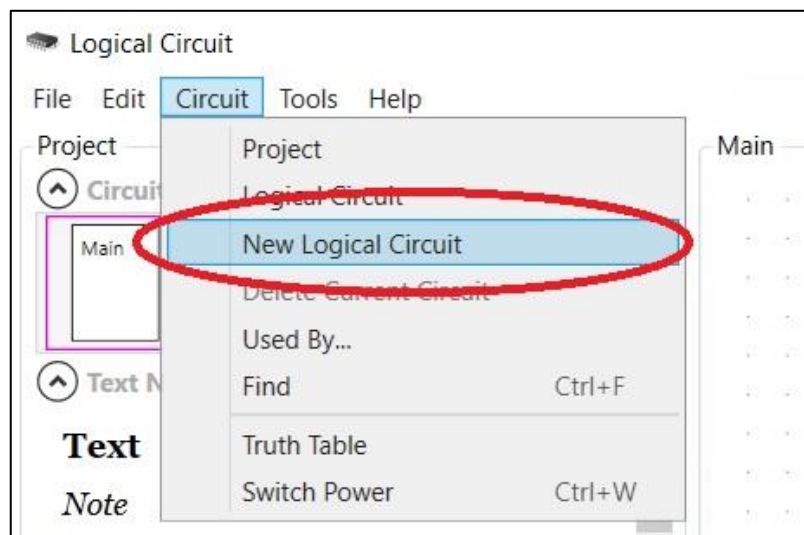 Logical Circuit
File Edit Circuit Tools Help
Project
Main
Circuit
Main
Text N
Text
Note
Project
Logical Circuit
New Logical Circuit
Delete Current Circuit
Used By...
Find Ctrl+F
Truth Table
Switch Power Ctrl+W